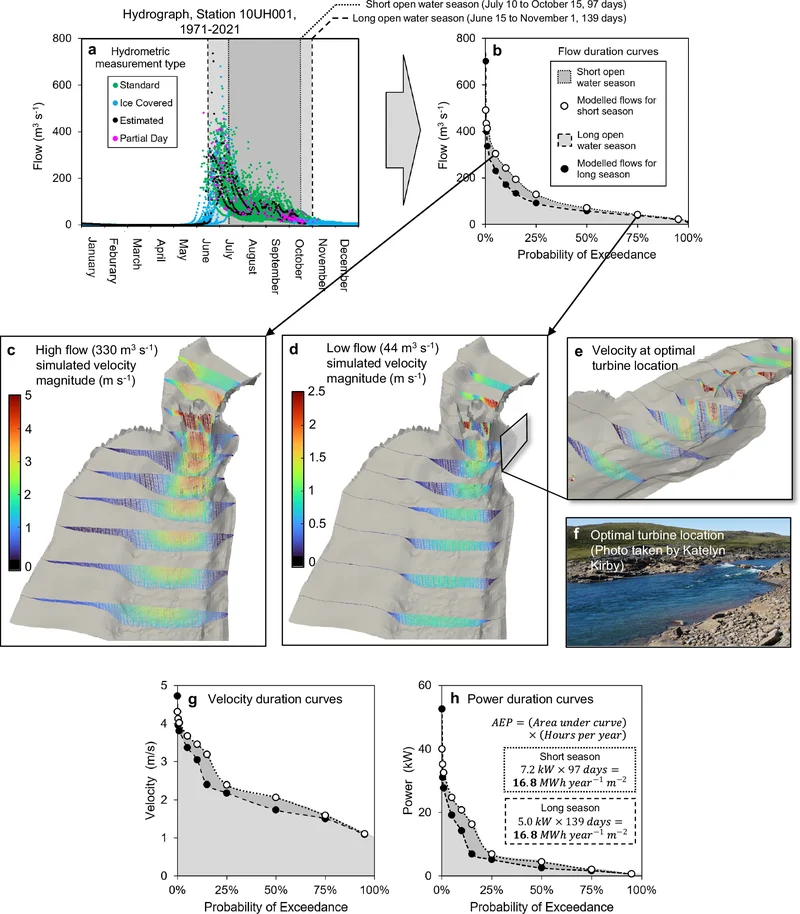 Hydrograph, Station 10UH001,
1971-2021
Short open water season (July 10 to October 15, 97 days)
Long open water season (June 15 to November 1, 139 days)
a
Hydrometric
measurement type
Standard
Ice Covered
Estimated
Partial Day
Flow (m³ s⁻¹)
800
600
400
200
0
January
Feburary
March
April
May
June
July
August
September
October
November
December
b
Flow duration curves
Short open
water season
Modelled flows for
short season
Long open
water season
Modelled flows for
long season
Flow (m³ s⁻¹)
800
600
400
200
0
0%
25%
50%
75%
100%
Probability of Exceedance
c High flow (330 m³ s⁻¹)
simulated velocity
magnitude (m s⁻¹)
5
4
3
2
1
0
d Low flow (44 m³ s⁻¹)
simulated velocity
magnitude (m s⁻¹)
2.5
2
1.5
1
0.5
0
e Velocity at optimal
turbine location
f Optimal turbine location
(Photo taken by Katelyn
Kirby)
g Velocity duration curves
Velocity (m/s)
5
4
3
2
1
0
0%
25%
50%
75%
100%
Probability of Exceedance
h Power duration curves
AEP = (Area under curve)
× (Hours per year)
Short season
7.2 kW × 97 days =
16.8 MWh year⁻¹ m⁻²
Long season
5.0 kW × 139 days =
16.8 MWh year⁻¹ m⁻²
Power (kW)
60
40
20
0
0%
25%
50%
75%
100%
Probability of Exceedance